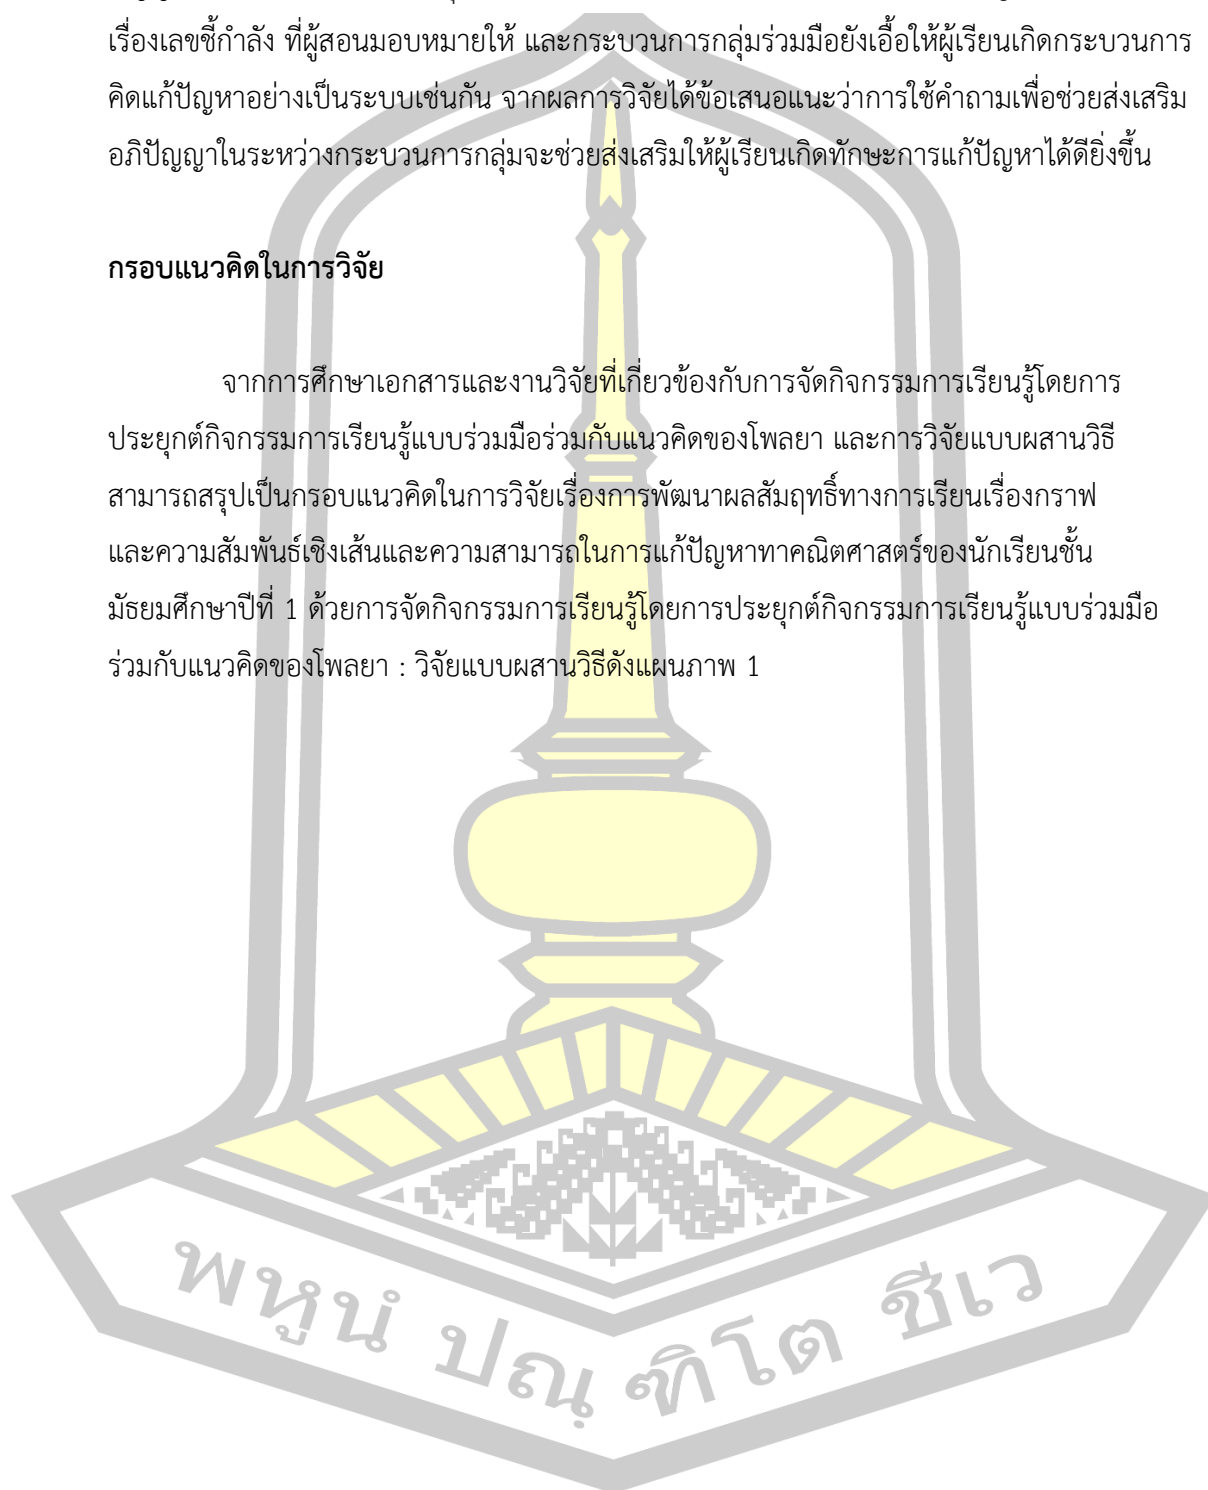 เรื่องเลขชี้กำลัง ที่ผู้สอนมอบหมายให้ และกระบวนการกลุ่มร่วมมือยังเอื้อให้ผู้เรียนเกิดกระบวนการ
คิดแก้ปัญหาอย่างเป็นระบบเช่นกัน จากผลการวิจัยได้ข้อเสนอแนะว่าการใช้คำถามเพื่อช่วยส่งเสริม
อภิปัญญาในระหว่างกระบวนการกลุ่มจะช่วยส่งเสริมให้ผู้เรียนเกิดทักษะการแก้ปัญหาได้ดียิ่งขึ้น
กรอบแนวคิดในการวิจัย
จากการศึกษาเอกสารและงานวิจัยที่เกี่ยวข้องกับการจัดกิจกรรมการเรียนรู้โดยการ
ประยุกต์กิจกรรมการเรียนรู้แบบร่วมมือร่วมกับแนวคิดของโพลยา และการวิจัยแบบผสานวิธี
สามารถสรุปเป็นกรอบแนวคิดในการวิจัยเรื่องการพัฒนาผลสัมฤทธิ์ทางการเรียนเรื่องกราฟ
และความสัมพันธ์เชิงเส้นและความสามารถในการแก้ปัญหาทาคณิตศาสตร์ของนักเรียนชั้น
มัธยมศึกษาปีที่ 1 ด้วยการจัดกิจกรรมการเรียนรู้โดยการประยุกต์กิจกรรมการเรียนรู้แบบร่วมมือ
ร่วมกับแนวคิดของโพลยา : วิจัยแบบผสานวิธีดังแผนภาพ 1
พหูนํ ปณฺฑิโต ชีเว